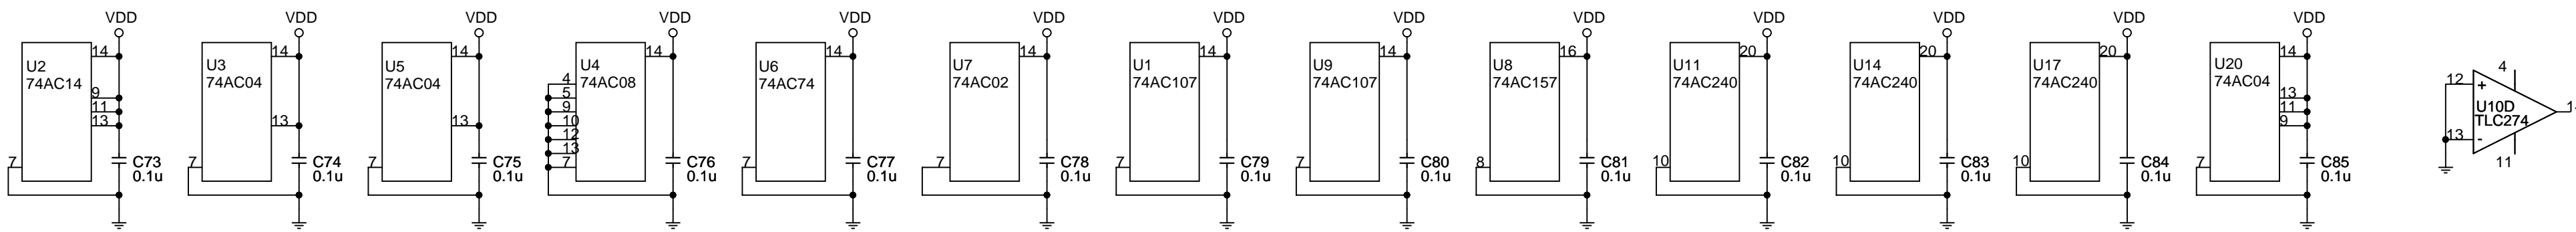 VDD VDD VDD VDD VDD VDD VDD VDD VDD VDD VDD VDD VDD
U2
74AC14
14
9
11
13
7
C73
0.1u
U3
74AC04
14
13
7
C74
0.1u
U5
74AC04
14
13
7
C75
0.1u
U4
74AC08
14
4
5
9
10
12
13
7
C76
0.1u
U6
74AC74
14
7
C77
0.1u
U7
74AC02
14
7
C78
0.1u
U1
74AC107
14
7
C79
0.1u
U9
74AC107
14
7
C80
0.1u
U8
74AC157
16
8
C81
0.1u
U11
74AC240
20
10
C82
0.1u
U14
74AC240
20
10
C83
0.1u
U17
74AC240
20
10
C84
0.1u
U20
74AC04
14
13
11
9
7
C85
0.1u
4
12
+
U10D
TLC274
13
-
11